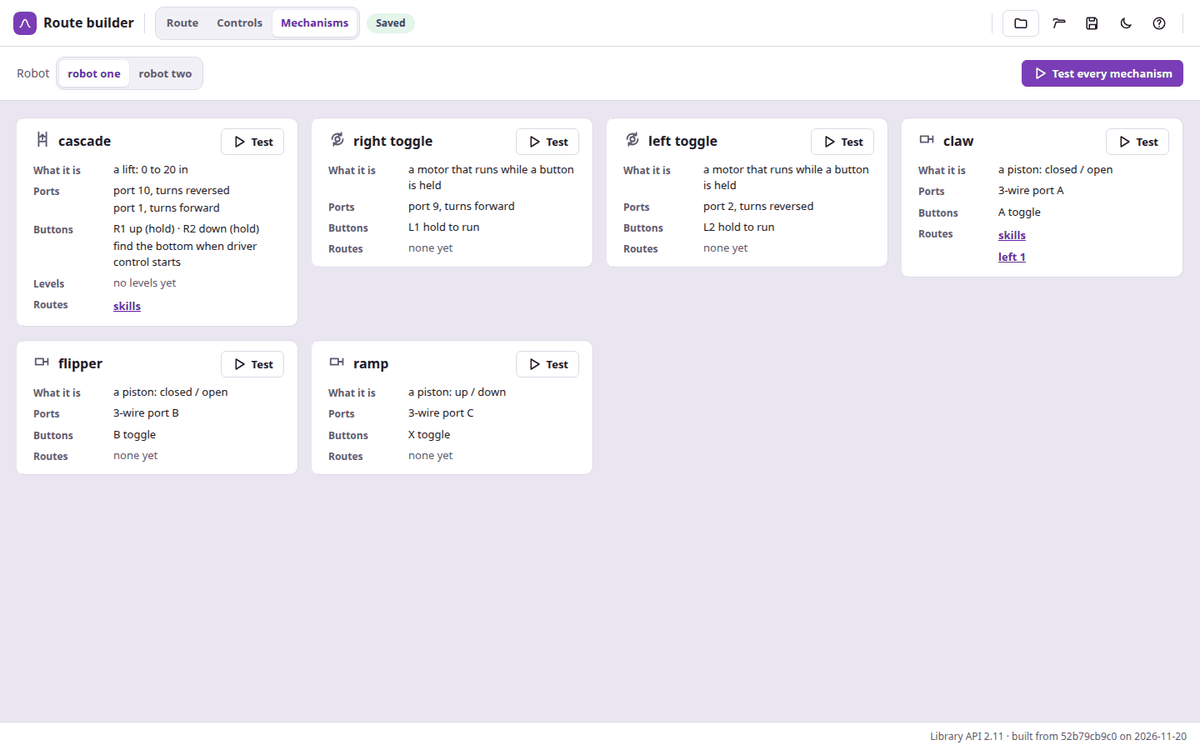 Route builder
Route Controls Mechanisms Saved
Robot robot one robot two Test every mechanism
cascade Test
What it is a lift: 0 to 20 in
Ports port 10, turns reversed
port 1, turns forward
Buttons R1 up (hold) · R2 down (hold)
find the bottom when driver
control starts
Levels no levels yet
Routes skills
right toggle Test
What it is a motor that runs while a button
is held
Ports port 9, turns forward
Buttons L1 hold to run
Routes none yet
left toggle Test
What it is a motor that runs while a button
is held
Ports port 2, turns reversed
Buttons L2 hold to run
Routes none yet
claw Test
What it is a piston: closed / open
Ports 3-wire port A
Buttons A toggle
Routes skills
left 1
flipper Test
What it is a piston: closed / open
Ports 3-wire port B
Buttons B toggle
Routes none yet
ramp Test
What it is a piston: up / down
Ports 3-wire port C
Buttons X toggle
Routes none yet
Library API 2.11 · built from 52b79cb9c0 on 2026-11-20